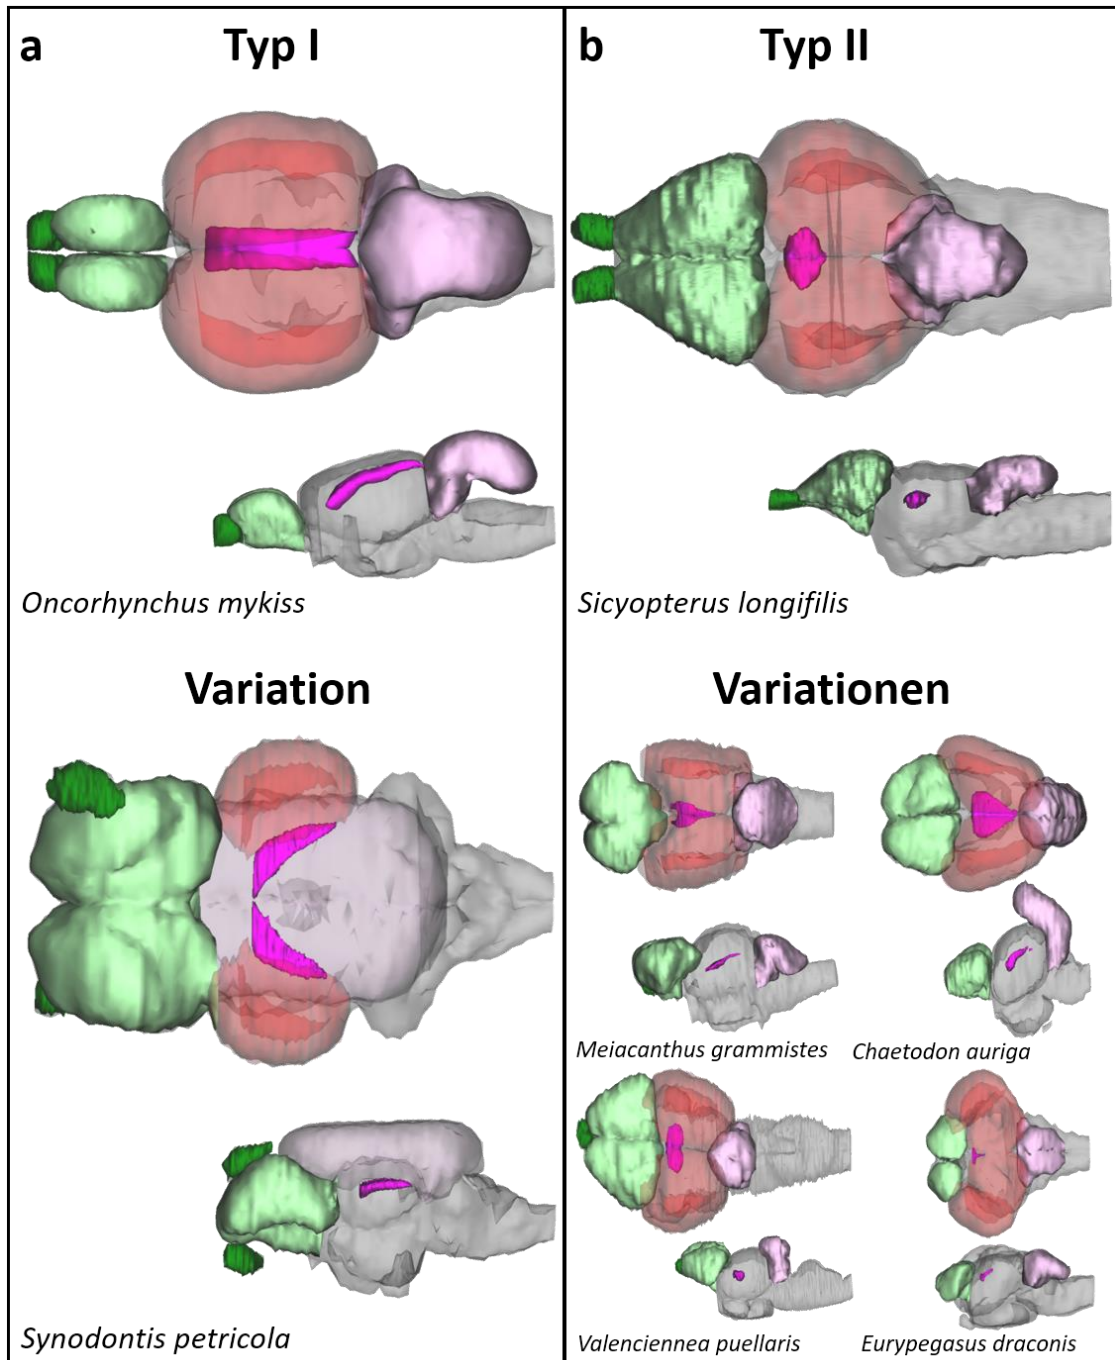 a
Typ I
Oncorhynchus mykiss
Variation
Synodontis petricola
b
Typ II
Sicyopterus longifilis
Variationen
Meiacanthus grammistes
Chaetodon auriga
Valenciennea puellaris
Eurypegasus draconis